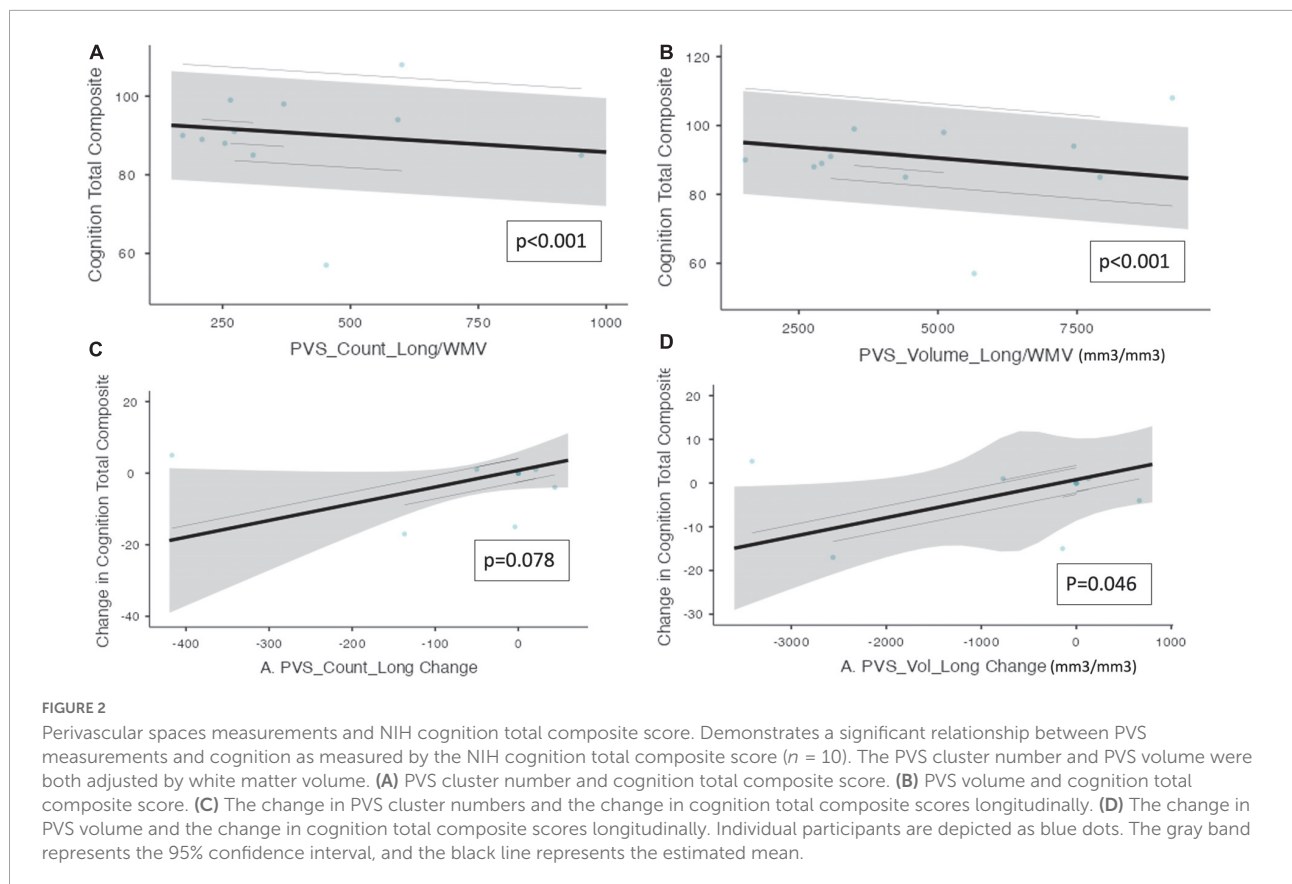 A
Cognition Total Composite
100
80
60
250
500
750
1000
p<0.001
PVS_Count_Long/WMV
B
Cognition Total Composite
120
100
80
60
2500
5000
7500
p<0.001
PVS_Volume_Long/WMV (mm3/mm3)
C
Change in Cognition Total Composite
20
0
-20
-40
-400
-300
-200
-100
0
p=0.078
A. PVS_Count_Long Change
D
Change in Cognition Total Composite
20
10
0
-10
-20
-30
-3000
-2000
-1000
0
1000
P=0.046
A. PVS_Vol_Long Change (mm3/mm3)
FIGURE 2
Perivascular spaces measurements and NIH cognition total composite score. Demonstrates a significant relationship between PVS
measurements and cognition as measured by the NIH cognition total composite score (n = 10). The PVS cluster number and PVS volume were
both adjusted by white matter volume. (A) PVS cluster number and cognition total composite score. (B) PVS volume and cognition total
composite score. (C) The change in PVS cluster numbers and the change in cognition total composite scores longitudinally. (D) The change in
PVS volume and the change in cognition total composite scores longitudinally. Individual participants are depicted as blue dots. The gray band
represents the 95% confidence interval, and the black line represents the estimated mean.